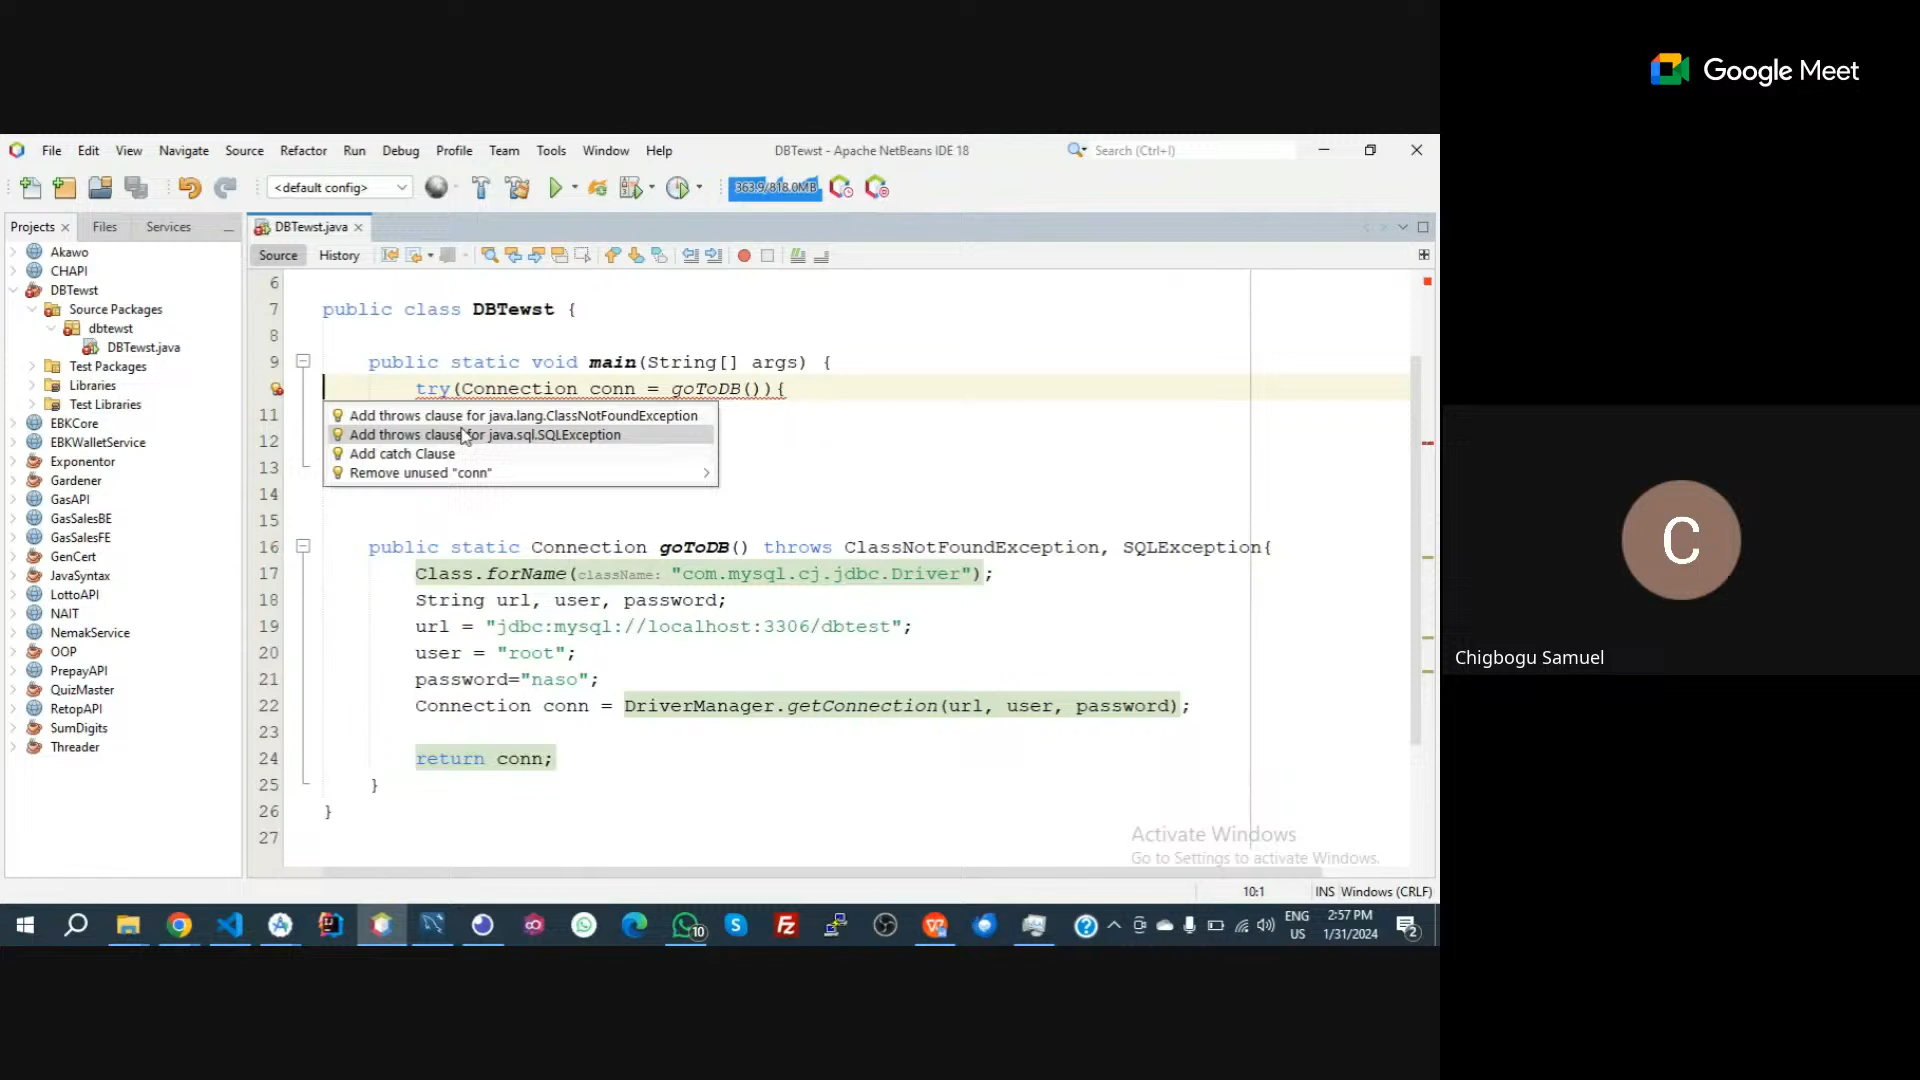 Google Meet
File Edit View Navigate Source Refactor Run Debug Profile Team Tools Window Help
DBTewst - Apache NetBeans IDE 18
Search (Ctrl+I)
<default config>
363.9/818.0MB
Projects Files Services
DBTewst.java
Source History
Akawo
CHAPI
DBTewst
Source Packages
dbtewst
DBTewst.java
Test Packages
Libraries
Test Libraries
EBKCore
EBKWalletService
Exponentor
Gardener
GasAPI
GasSalesBE
GasSalesFE
GenCert
JavaSyntax
LottoAPI
NAIT
NemakService
OOP
PrepayAPI
QuizMaster
RetopAPI
SumDigits
Threader
6
7 public class DBTewst {
8
9 public static void main(String[] args) {
try(Connection conn = goToDB()){
11
12
13
Add throws clause for java.lang.ClassNotFoundException
Add throws clause for java.sql.SQLException
Add catch Clause
Remove unused "conn"
14
15
16 public static Connection goToDB() throws ClassNotFoundException, SQLException{
17 Class.forName(className: "com.mysql.cj.jdbc.Driver");
18 String url, user, password;
19 url = "jdbc:mysql://localhost:3306/dbtest";
20 user = "root";
21 password="naso";
22 Connection conn = DriverManager.getConnection(url, user, password);
23
24 return conn;
25 }
26 }
27
Activate Windows
Go to Settings to activate Windows.
10:1 INS Windows (CRLF)
10
ENG
US
2:57 PM
1/31/2024
2
C
Chigbogu Samuel